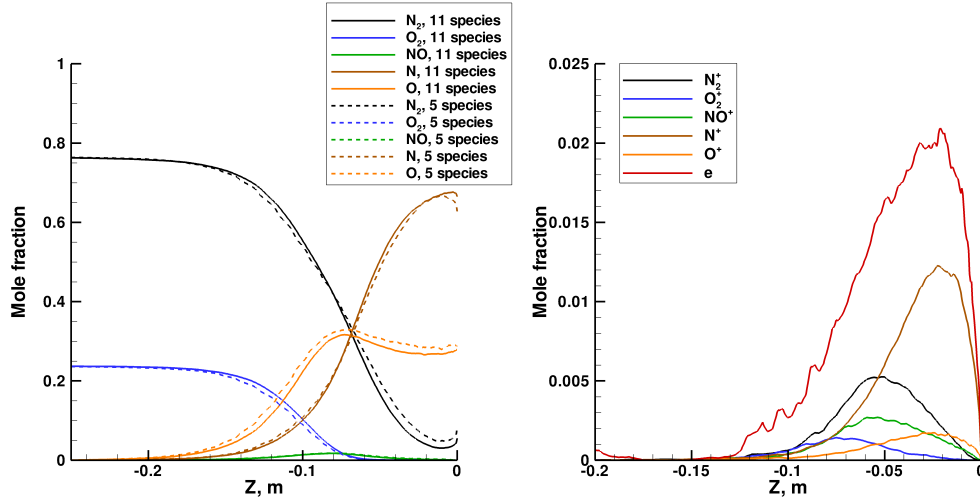 N₂, 11 species
O₂, 11 species
NO, 11 species
N, 11 species
O, 11 species
N₂, 5 species
O₂, 5 species
NO, 5 species
N, 5 species
O, 5 species
1
0.8
0.6
0.4
0.2
0
Mole fraction
-0.2
-0.1
0
Z, m
N₂⁺
O₂⁺
NO⁺
N⁺
O⁺
e
0.025
0.02
0.015
0.01
0.005
0
Mole fraction
-0.2
-0.15
-0.1
-0.05
0
Z, m